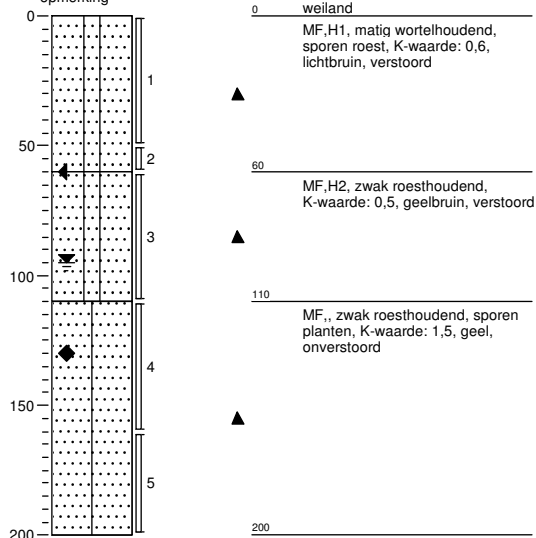 opmerking
0
50
100
150
200
1
2
3
4
5
0
weiland
MF,H1, matig wortelhoudend,
sporen roest, K-waarde: 0,6,
lichtbruin, verstoord
60
MF,H2, zwak roesthoudend,
K-waarde: 0,5, geelbruin, verstoord
110
MF,, zwak roesthoudend, sporen
planten, K-waarde: 1,5, geel,
onverstoord
200